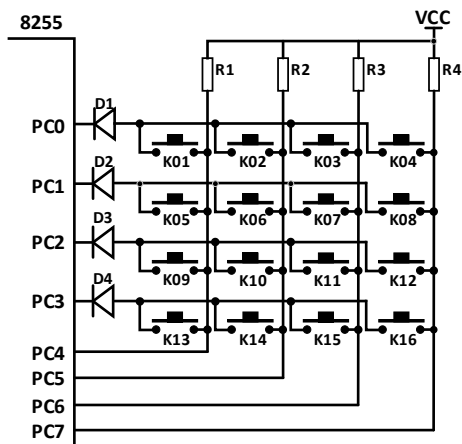 8255
VCC
R1 R2 R3 R4
D1
PC0
K01 K02 K03 K04
D2
PC1
K05 K06 K07 K08
D3
PC2
K09 K10 K11 K12
D4
PC3
K13 K14 K15 K16
PC4
PC5
PC6
PC7